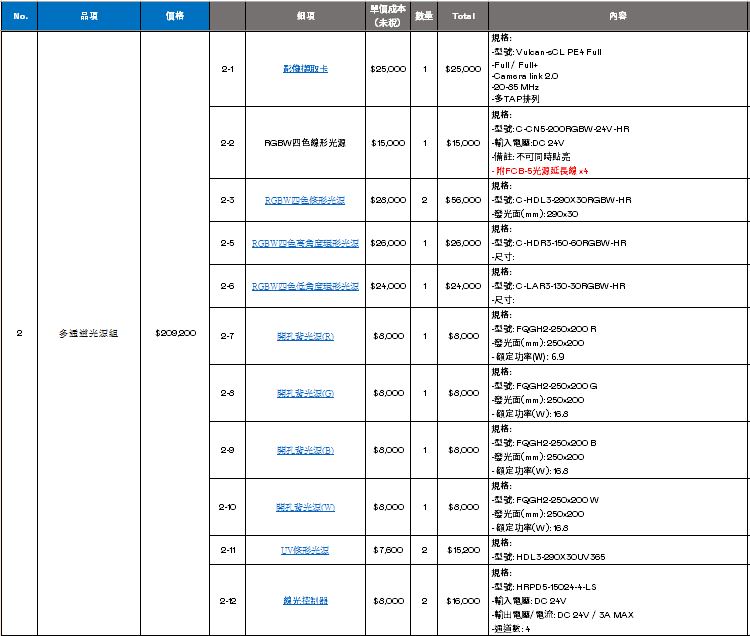 No. 品項 價格 細項 單價成本(未稅) 數量 Total 內容
2 多通道光源組 $209,200
2-1 影像擷取卡 $25,000 1 $25,000
規格:
-型號: Vulcan-sCL PE4 Full
-Full / Full+
-Camera link 2.0
-20-85 MHz
-多TAP排列
2-2 RGBW四色線形光源 $15,000 1 $15,000
規格:
-型號: C-CN5-200RGBW-24V-HR
-輸入電壓:DC 24V
-備註: 不可同時點亮
- 附FCB-5光源延長線 x4
2-3 RGBW四色條形光源 $28,000 2 $56,000
規格:
-型號: C-HDL3-290X30RGBW-HR
-發光面(mm): 290x30
2-5 RGBW四色高角度環形光源 $26,000 1 $26,000
規格:
-型號: C-HDR3-150-60RGBW-HR
-尺寸:
2-6 RGBW四色低角度環形光源 $24,000 1 $24,000
規格:
-型號: C-LAR3-130-30RGBW-HR
-尺寸:
2-7 開孔背光源(R) $8,000 1 $8,000
規格:
-型號: FQGH2-250x200 R
-發光面(mm): 250x200
- 額定功率(W): 6.9
2-8 開孔背光源(G) $8,000 1 $8,000
規格:
-型號: FQGH2-250x200 G
-發光面(mm): 250x200
- 額定功率(W): 16.8
2-9 開孔背光源(B) $8,000 1 $8,000
規格:
-型號: FQGH2-250x200 B
-發光面(mm): 250x200
- 額定功率(W): 16.8
2-10 開孔背光源(W) $8,000 1 $8,000
規格:
-型號: FQGH2-250x200 W
-發光面(mm): 250x200
- 額定功率(W): 16.8
2-11 UV條形光源 $7,600 2 $15,200
規格:
-型號: HDL3-290X30UV365
2-12 線光控制器 $8,000 2 $16,000
規格:
-型號: HRPD5-15024-4-LS
-輸入電壓: DC 24V
-輸出電壓/ 電流: DC 24V / 3A MAX
-通道數: 4